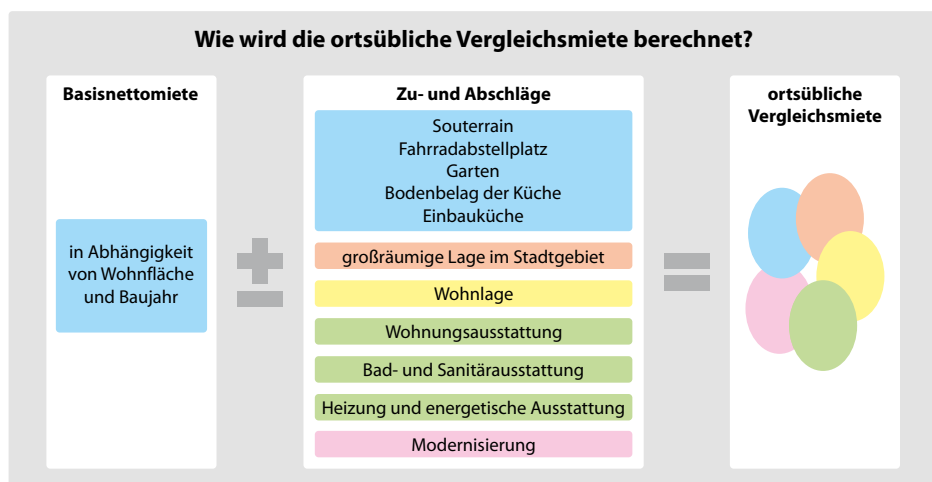 Wie wird die ortsübliche Vergleichsmiete berechnet?
Basisnettomiete
in Abhängigkeit
von Wohnfläche
und Baujahr
Zu- und Abschläge
Souterrain
Fahrradabstellplatz
Garten
Bodenbelag der Küche
Einbauküche
großräumige Lage im Stadtgebiet
Wohnlage
Wohnungsausstattung
Bad- und Sanitärausstattung
Heizung und energetische Ausstattung
Modernisierung
ortsübliche
Vergleichsmiete